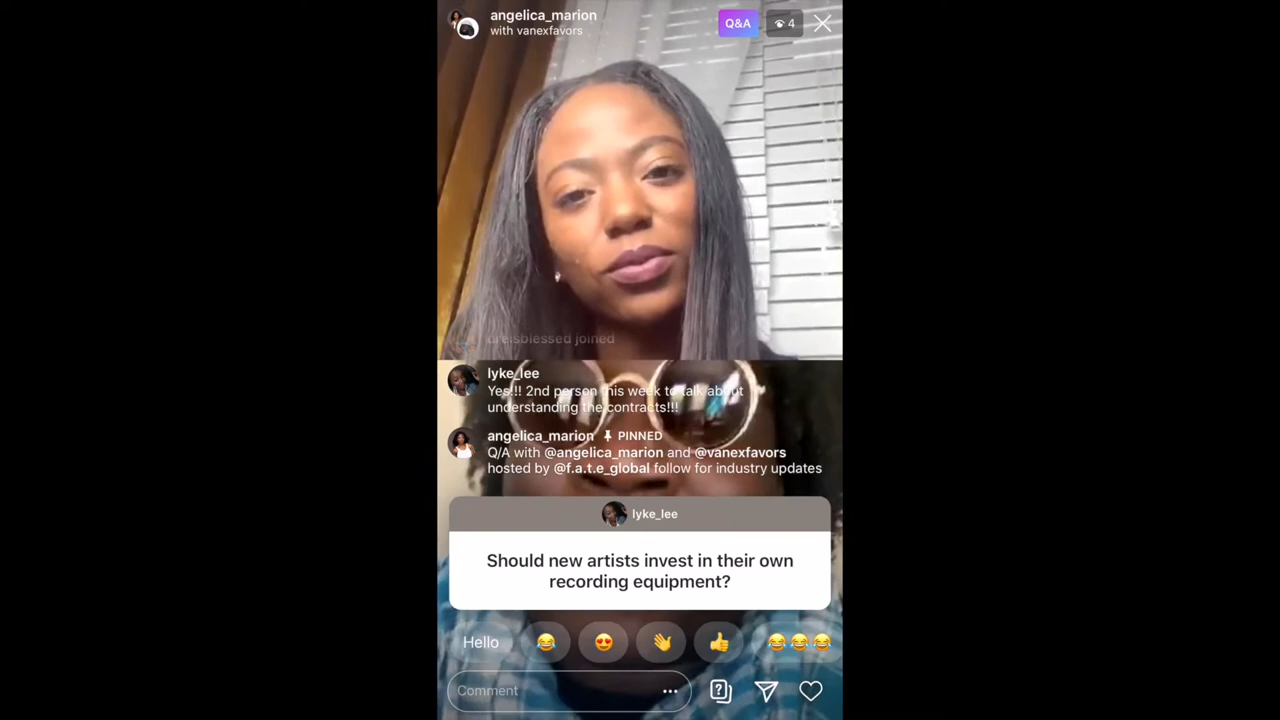 angelica_marion
with vanexfavors
Q&A
4
dreisblessed joined
lyke_lee
Yes!!! 2nd person this week to talk about
understanding the contracts!!!
angelica_marion PINNED
Q/A with @angelica_marion and @vanexfavors
hosted by @f.a.t.e_global follow for industry updates
lyke_lee
Should new artists invest in their own
recording equipment?
Hello
Comment